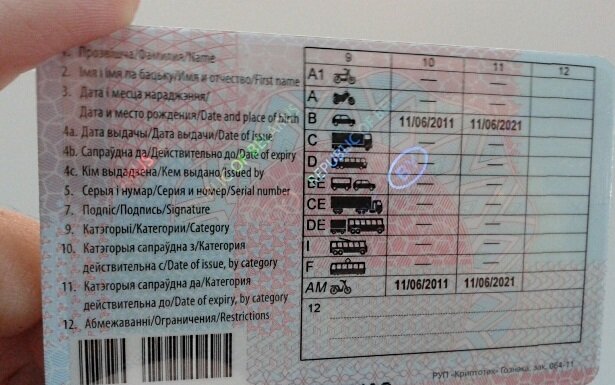 1. Прозвішча/Фамилия/Name
2. Імя і імя па бацьку/Имя и отчество/First name
3. Дата і месца нараджэння/
Дата и место рождения/Date and place of birth
4a. Дата выдачы/Дата выдачи/Date of issue
4b. Сапраўдна да/Действительно до/Date of expiry
4c. Кім выдадзена/Кем выдано/Issued by
5. Серыя і нумар/Серия и номер/Serial number
7. Подпіс/Подпись/Signature
9. Катэгорыі/Категории/Category
10. Катэгорыя сапраўдна з/Категория
действительна с/Date of issue, by category
11. Катэгорыя сапраўдна да/Категория
действительна до/Date of expiry, by category
12. Абмежаванні/Ограничения/Restrictions
9 10 11 12
A1 — —
A — —
B 11/06/2011 11/06/2021
C — —
D — —
BE — —
CE — —
DE — —
I — —
F — —
AM 11/06/2011 11/06/2021
12
REPUBLIC OF
РУП «Криптотех» Гознака, зак. 064-11